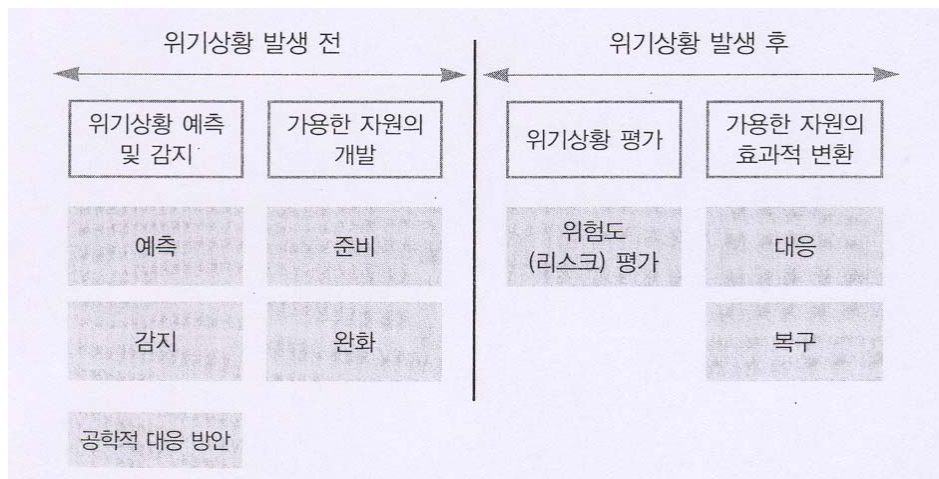 위기상황 발생 전
위기상황 발생 후
위기상황 예측
및 감지
가용한 자원의
개발
위기상황 평가
가용한 자원의
효과적 변환
예측
준비
위험도
(리스크) 평가
대응
감지
완화
복구
공학적 대응 방안